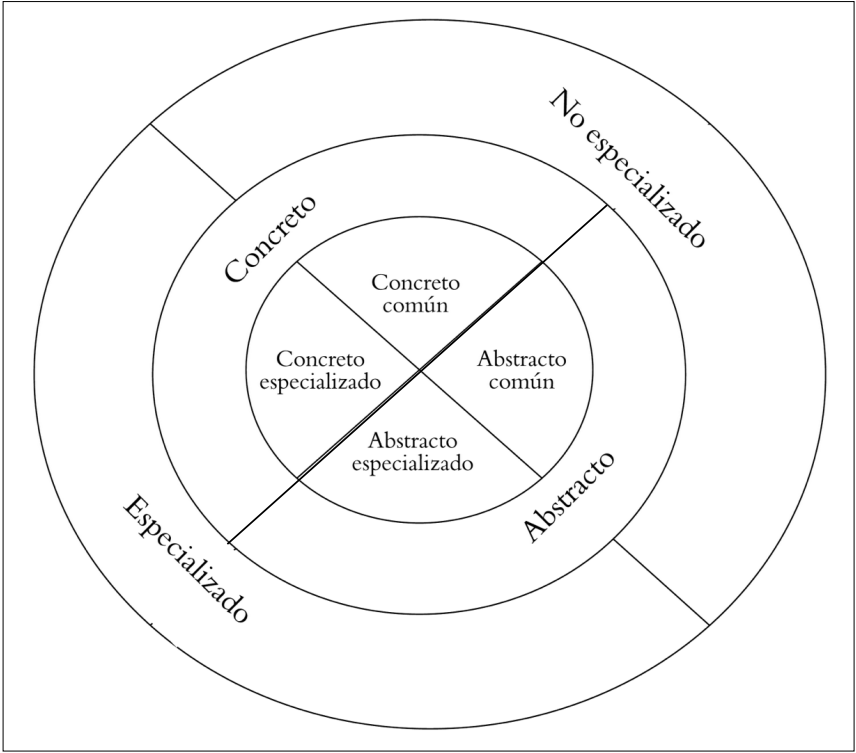 No especializado
Concreto
Concreto
común
Concreto
especializado
Abstracto
común
Abstracto
especializado
Abstracto
Especializado